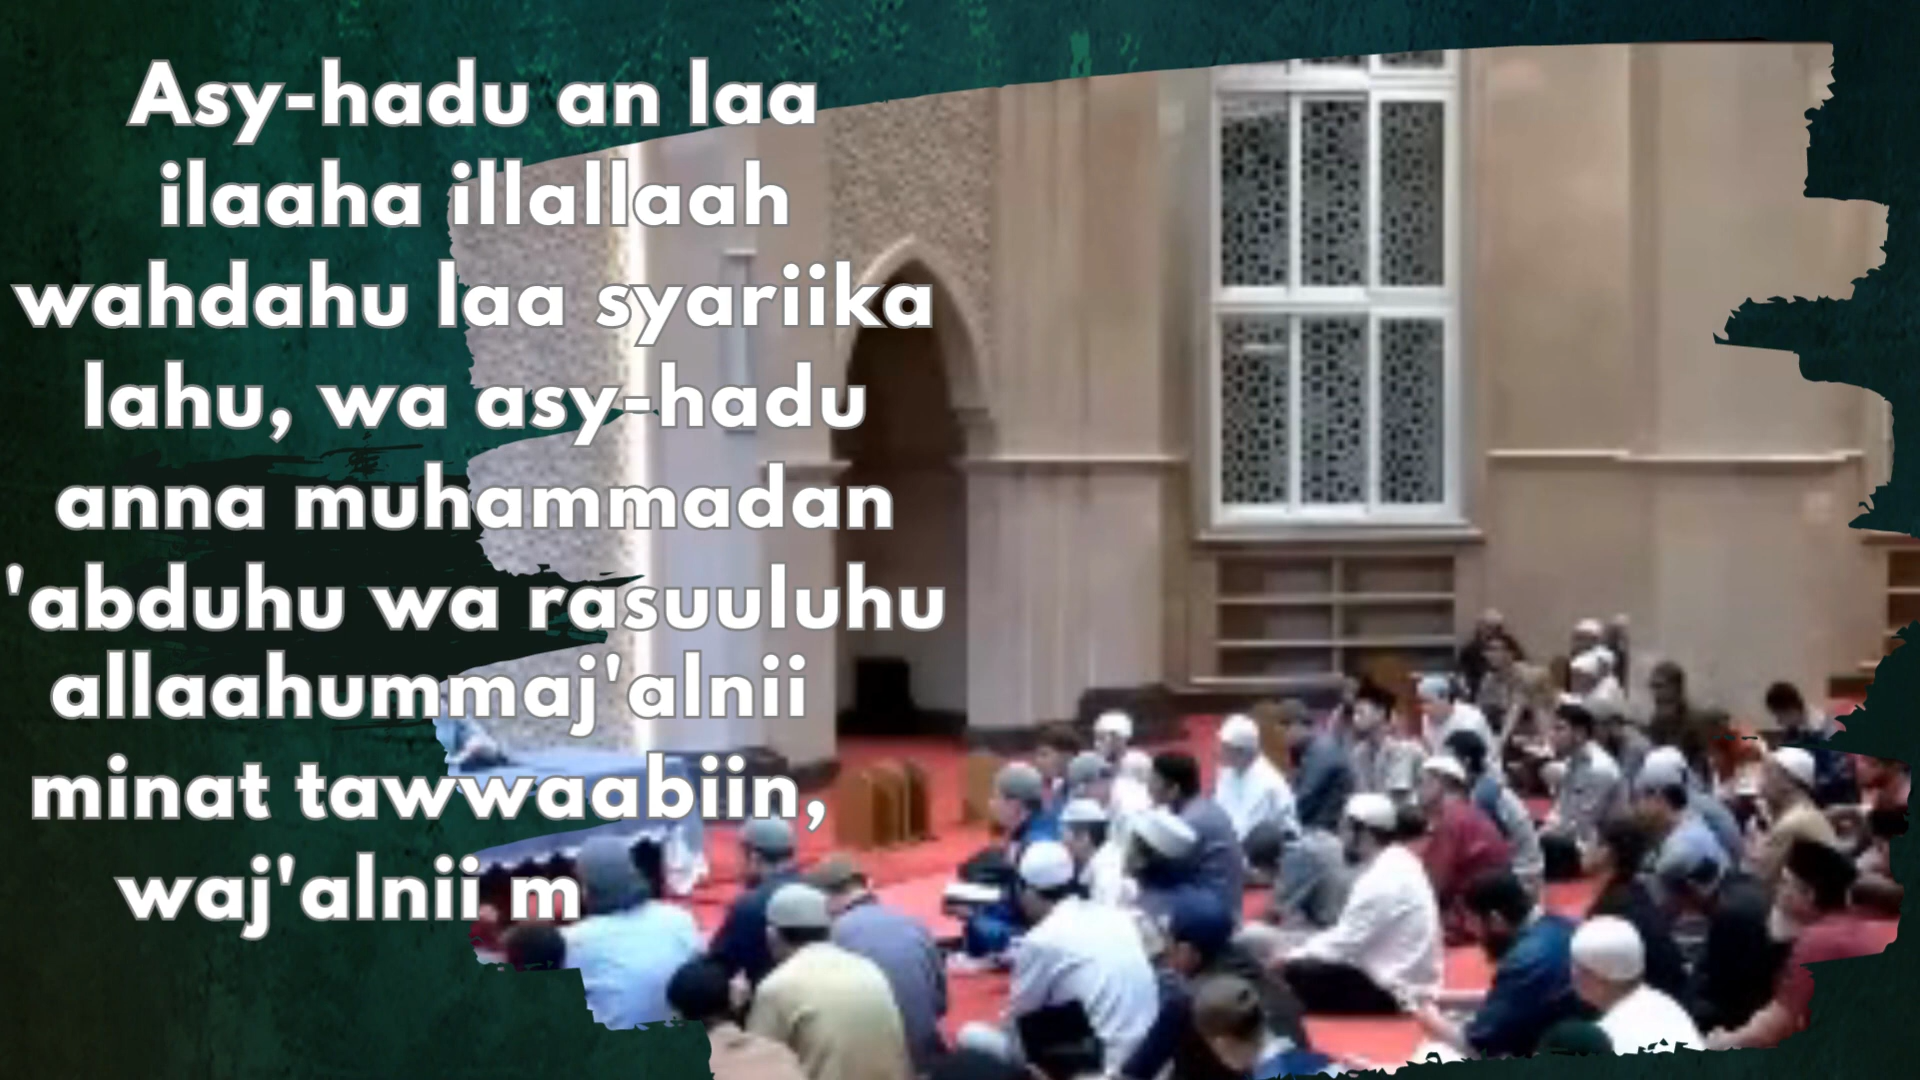 Asy-hadu an laa
ilaaha illallaah
wahdahu laa syariika
lahu, wa asy-hadu
anna muhammadan
'abduhu wa rasuuluhu
allaahummaj'alnii
minat tawwaabiin,
waj'alnii m